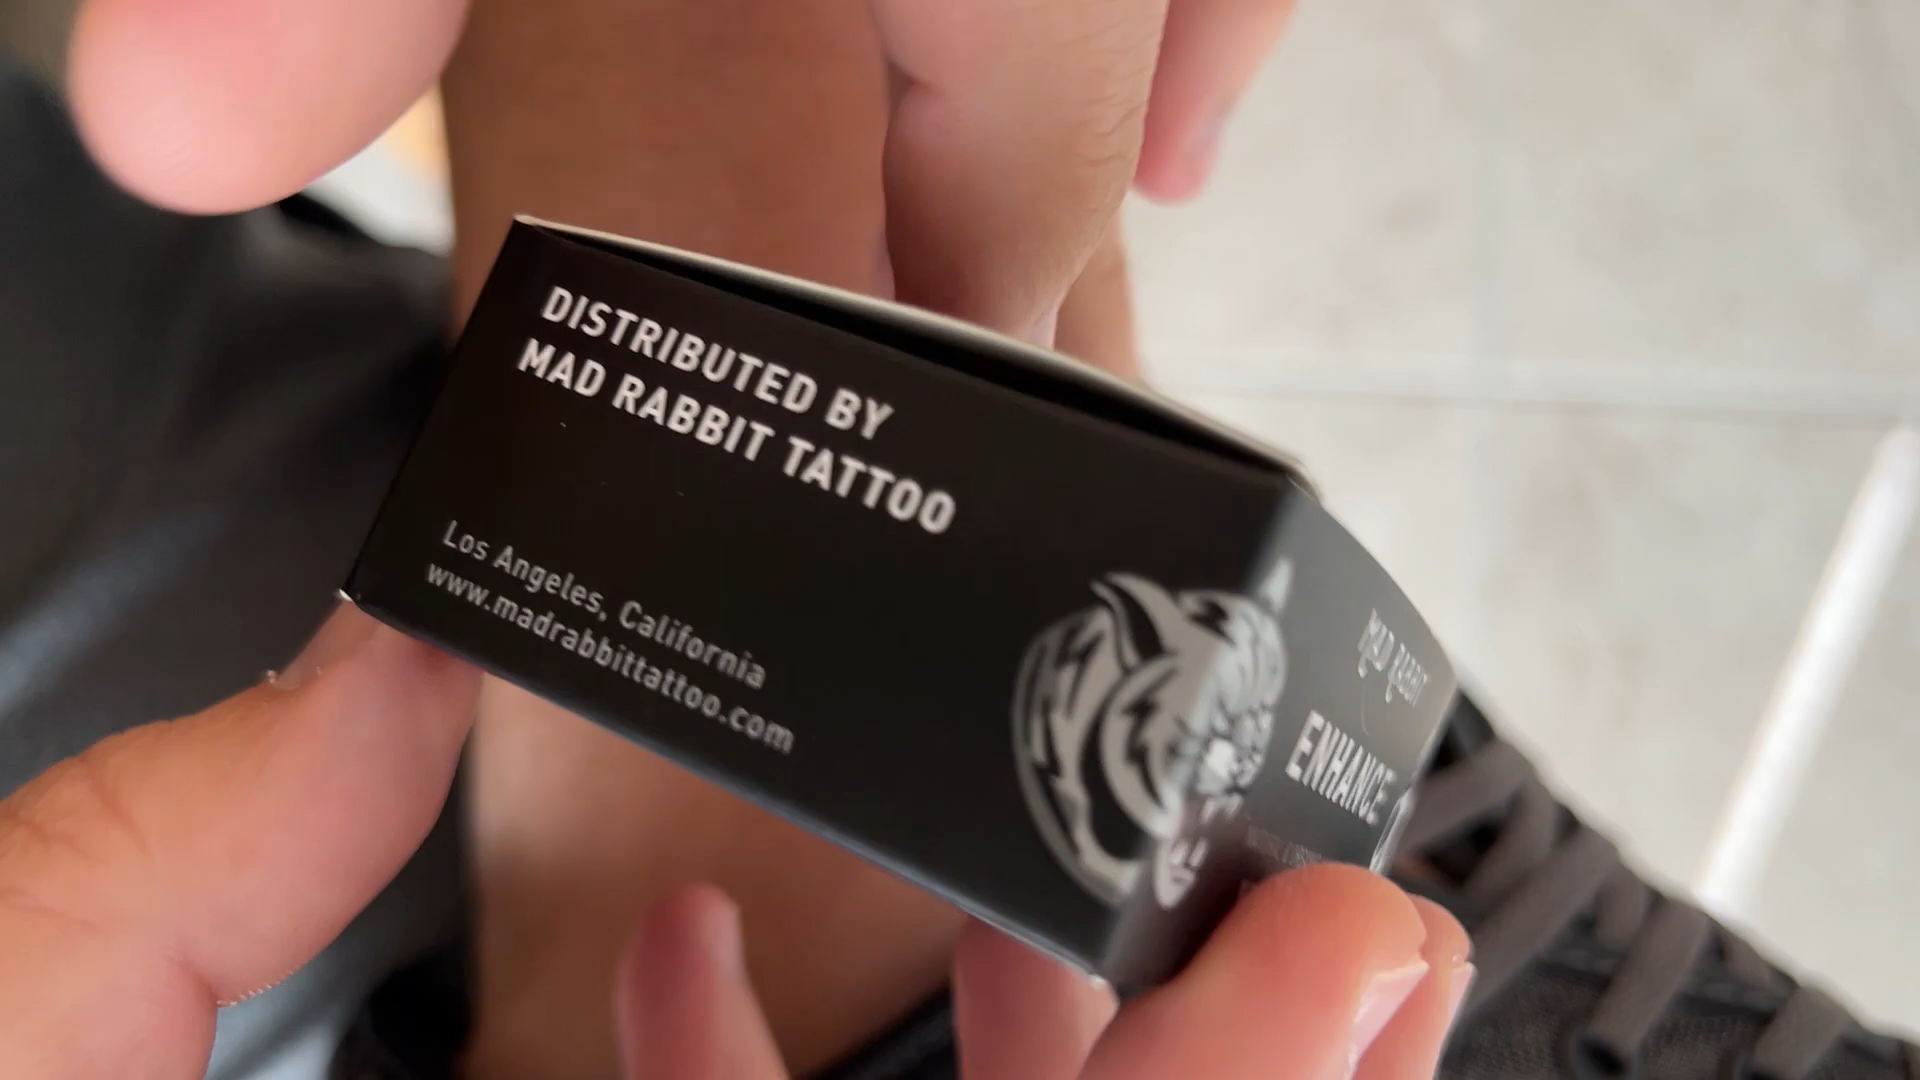 DISTRIBUTED BY
MAD RABBIT TATTOO
Los Angeles, California
www.madrabbittattoo.com
MAD RABBIT
ENHANCE